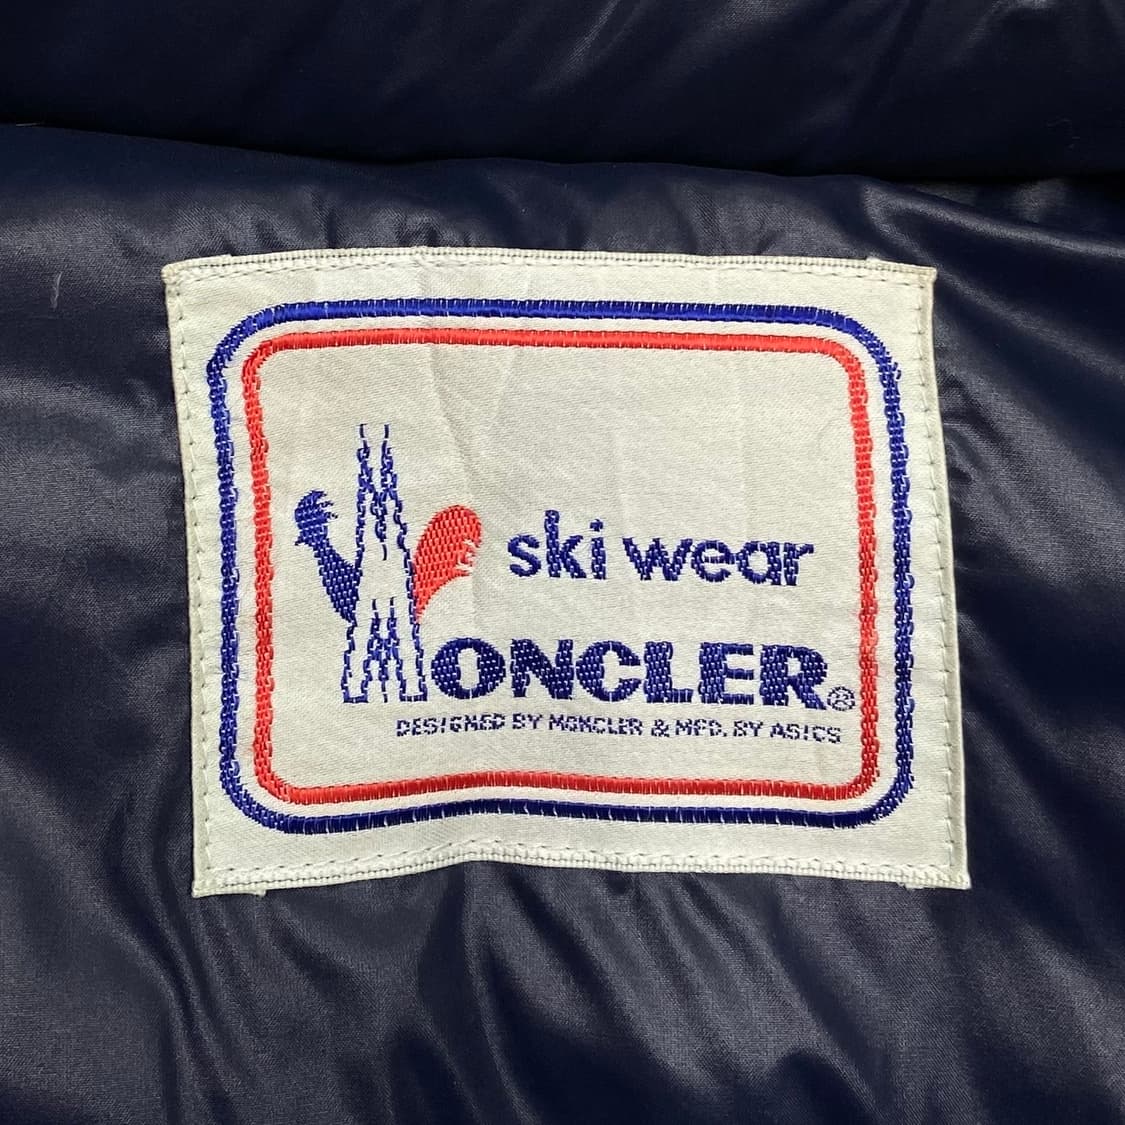 ski wear
MONCLER®
DESIGNED BY MONCLER & MFD. BY ASICS